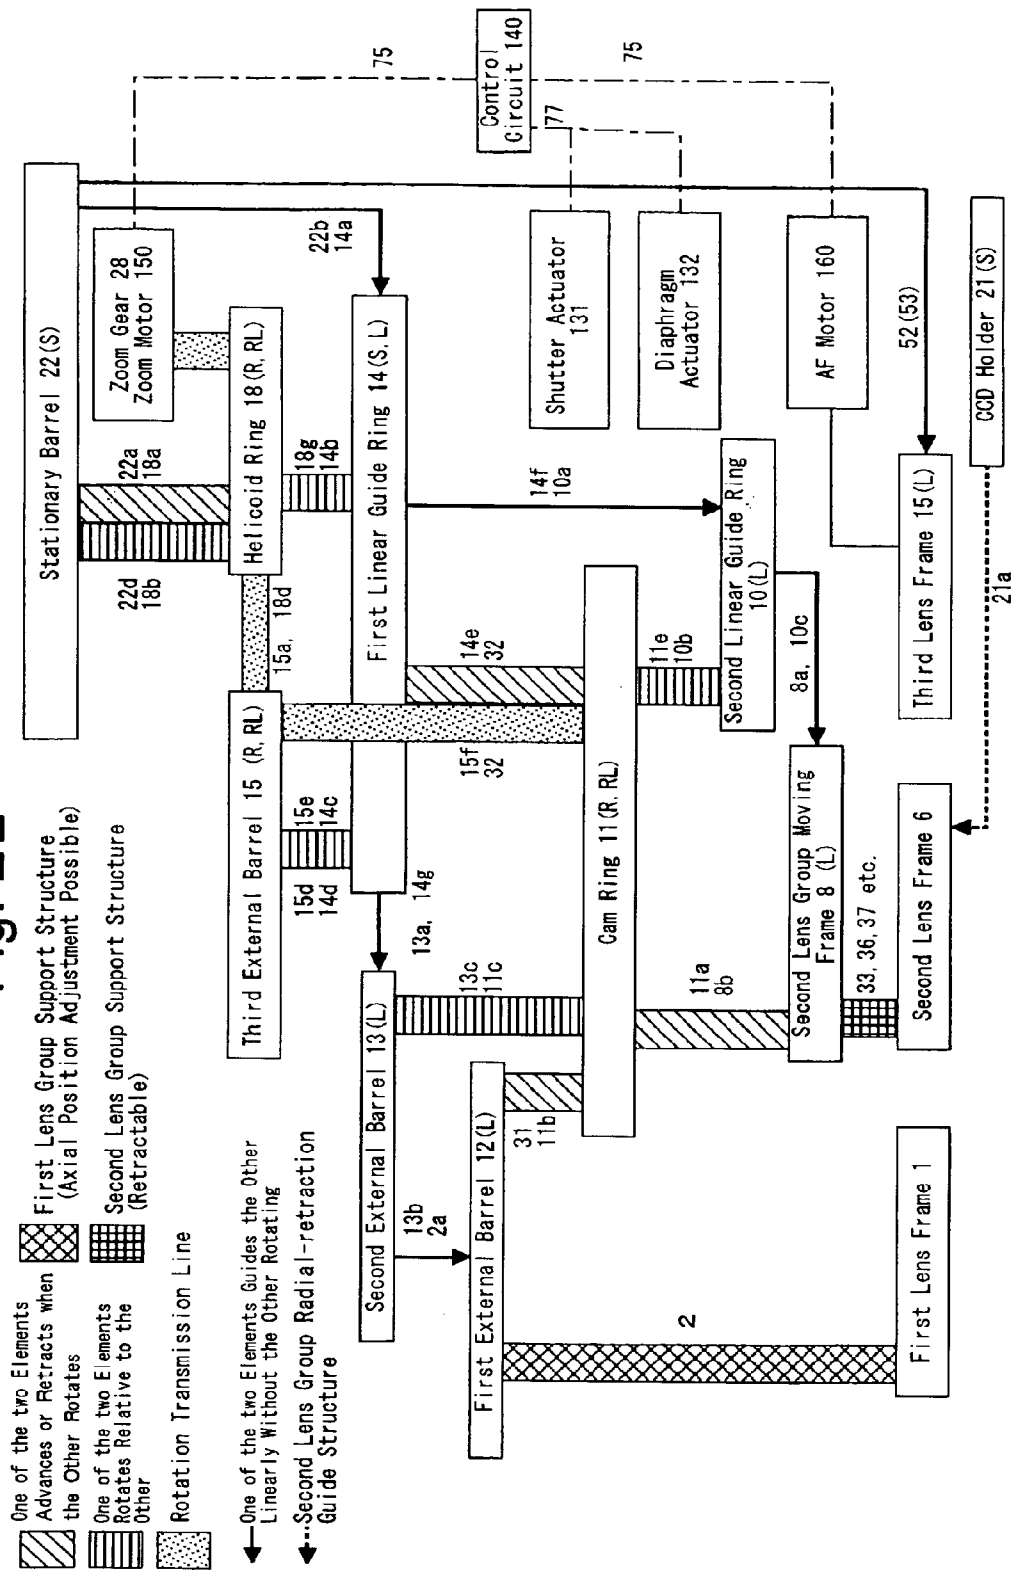 Fig. 22
One of the two Elements
Advances or Retracts when
the Other Rotates
One of the two Elements
Rotates Relative to the
Other
Rotation Transmission Line
First Lens Group Support Structure
(Axial Position Adjustment Possible)
Second Lens Group Support Structure
(Retractable)
One of the two Elements Guides the Other
Linearly Without the Other Rotating
Second Lens Group Radial-retraction
Guide Structure
Stationary Barrel 22(S)
22d
18b
22a
18a
Zoom Gear 28
Zoom Motor 150
75
Control
Circuit 140
77
75
22b
14a
Third External Barrel 15 (R, RL)
15a, 18d
Helicoid Ring 18(R, RL)
15d
14d
15e
14c
18g
14b
First Linear Guide Ring 14(S, L)
Shutter Actuator
131
Diaphragm
Actuator 132
AF Motor 160
13a, 14g
15f
32
14e
32
14f
10a
Second External Barrel 13(L)
13b
2a
13c
11c
First External Barrel 12(L)
31
11b
Cam Ring 11(R, RL)
11a
8b
11e
10b
Second Linear Guide Ring
10(L)
8a, 10c
Second Lens Group Moving
Frame 8 (L)
33, 36, 37 etc.
52(53)
2
First Lens Frame 1
Second Lens Frame 6
Third Lens Frame 15(L)
CCD Holder 21(S)
21a